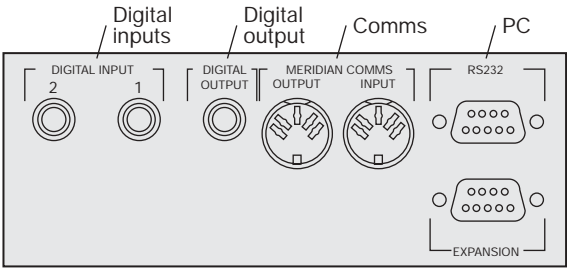 Digital inputs
Digital output
Comms
PC
DIGITAL INPUT
2 1
DIGITAL OUTPUT
MERIDIAN COMMS
OUTPUT INPUT
RS232
EXPANSION